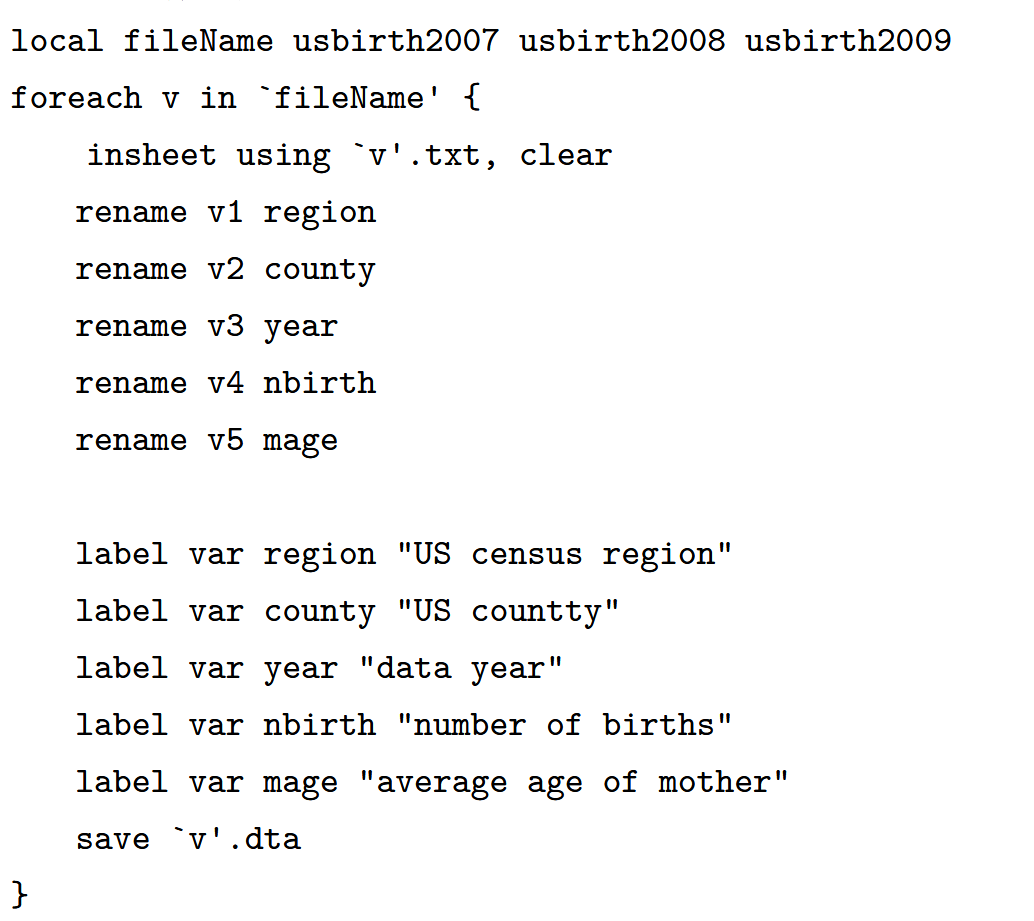 local fileName usbirth2007 usbirth2008 usbirth2009
foreach v in `fileName' {
insheet using `v'.txt, clear
rename v1 region
rename v2 county
rename v3 year
rename v4 nbirth
rename v5 mage
label var region "US census region"
label var county "US countty"
label var year "data year"
label var nbirth "number of births"
label var mage "average age of mother"
save `v'.dta
}